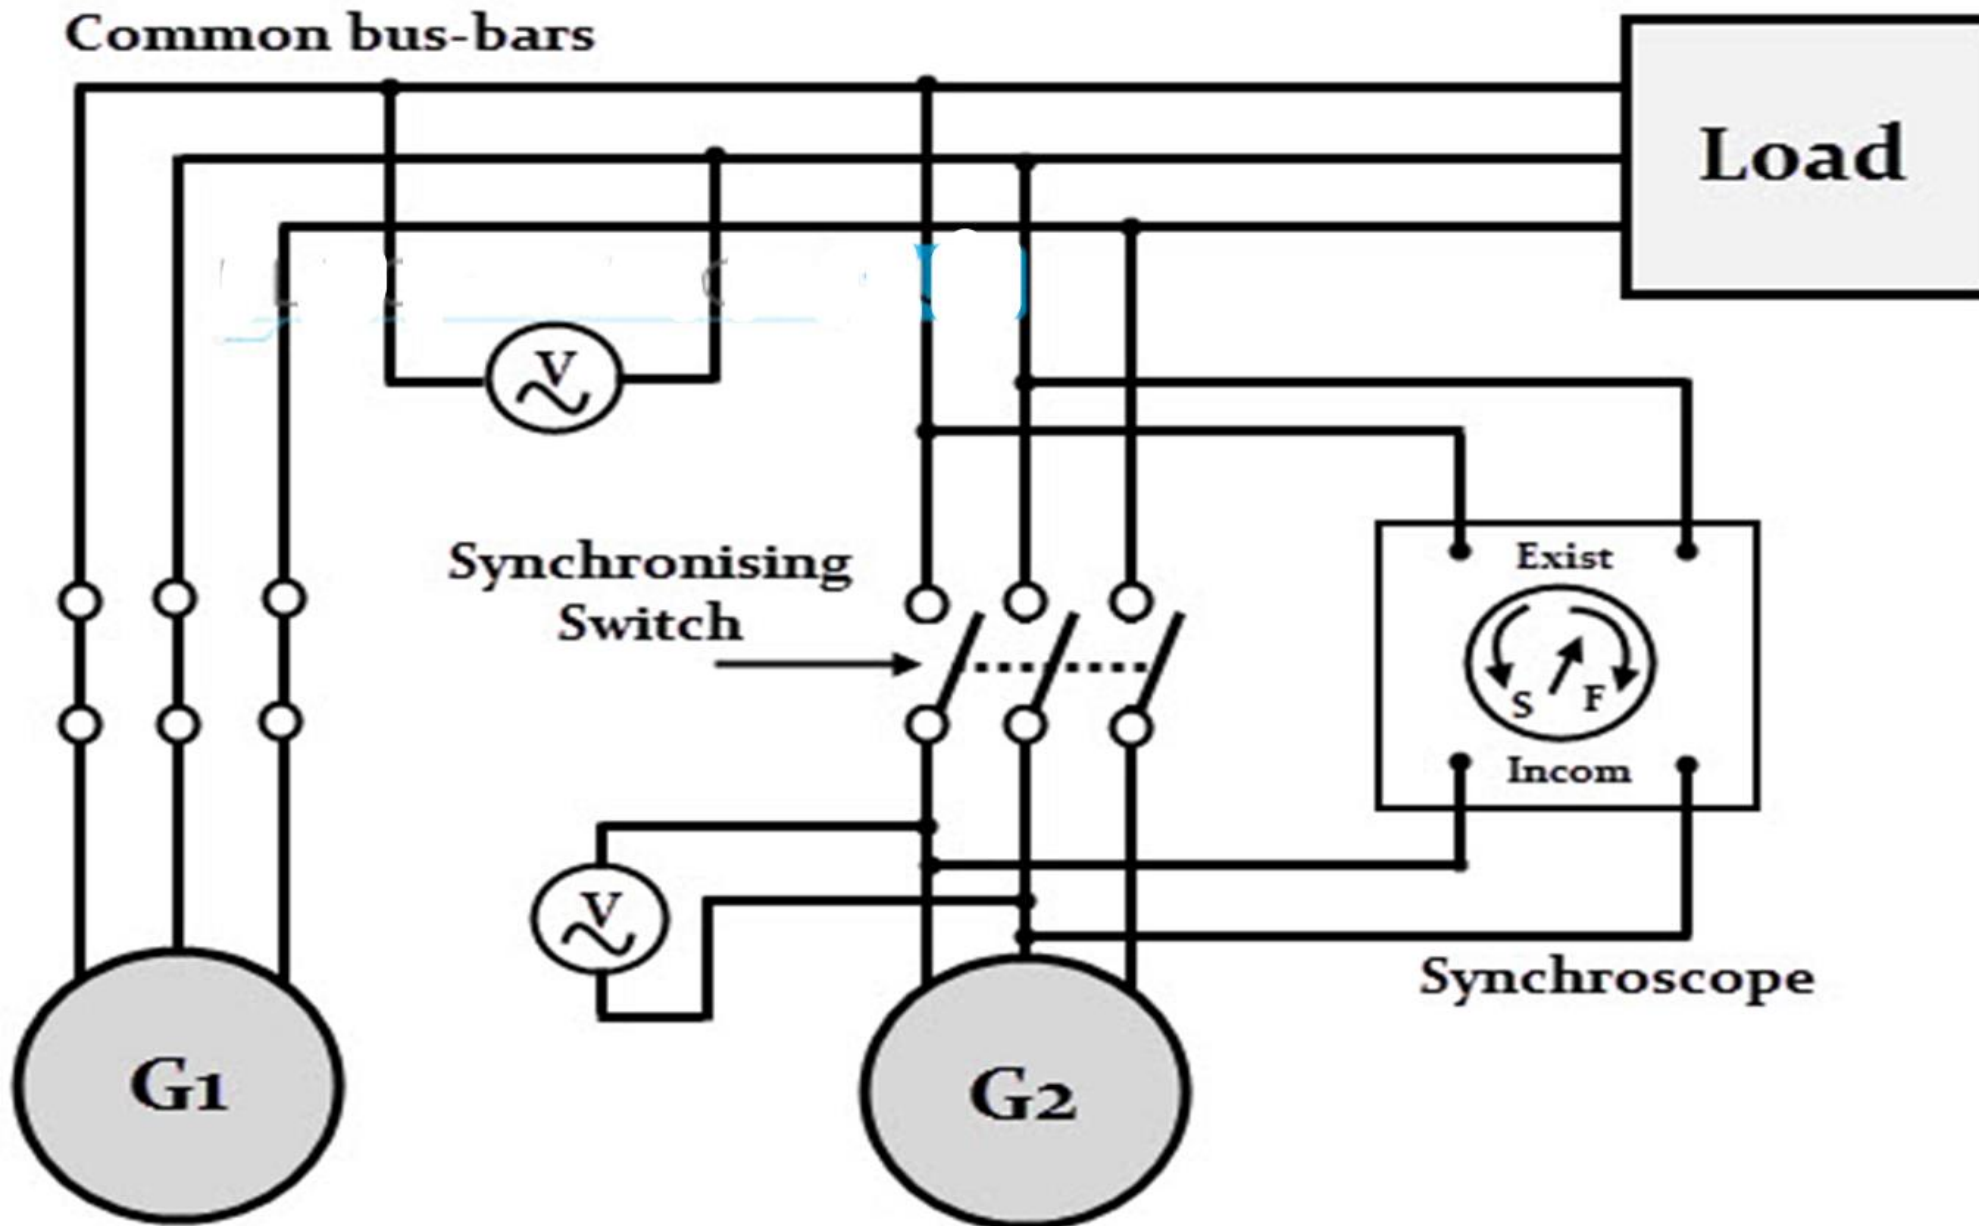 Common bus-bars
Load
V
Synchronising
Switch
Exist
S F
Incom
V
Synchroscope
G1
G2